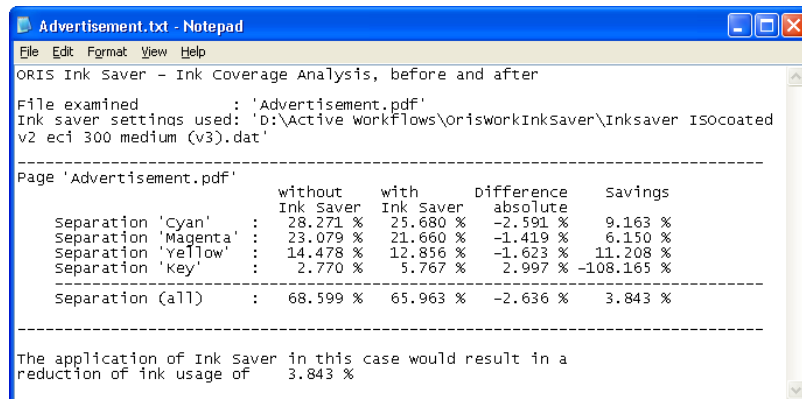 Advertisement.txt - Notepad
File Edit Format View Help
ORIS Ink Saver - Ink Coverage Analysis, before and after
File examined : 'Advertisement.pdf'
Ink saver settings used: 'D:\Active Workflows\OrisWorkInkSaver\Inksaver ISOcoated
v2 eci 300 medium (v3).dat'
--------------------------------------------------------------------------------
Page 'Advertisement.pdf'
without with Difference Savings
Ink Saver Ink Saver absolute
Separation 'Cyan' : 28.271 % 25.680 % -2.591 % 9.163 %
Separation 'Magenta' : 23.079 % 21.660 % -1.419 % 6.150 %
Separation 'Yellow' : 14.478 % 12.856 % -1.623 % 11.208 %
Separation 'Key' : 2.770 % 5.767 % 2.997 % -108.165 %
----------------------------------------------------------------------------
Separation (all) : 68.599 % 65.963 % -2.636 % 3.843 %
--------------------------------------------------------------------------------
The application of Ink Saver in this case would result in a
reduction of ink usage of 3.843 %